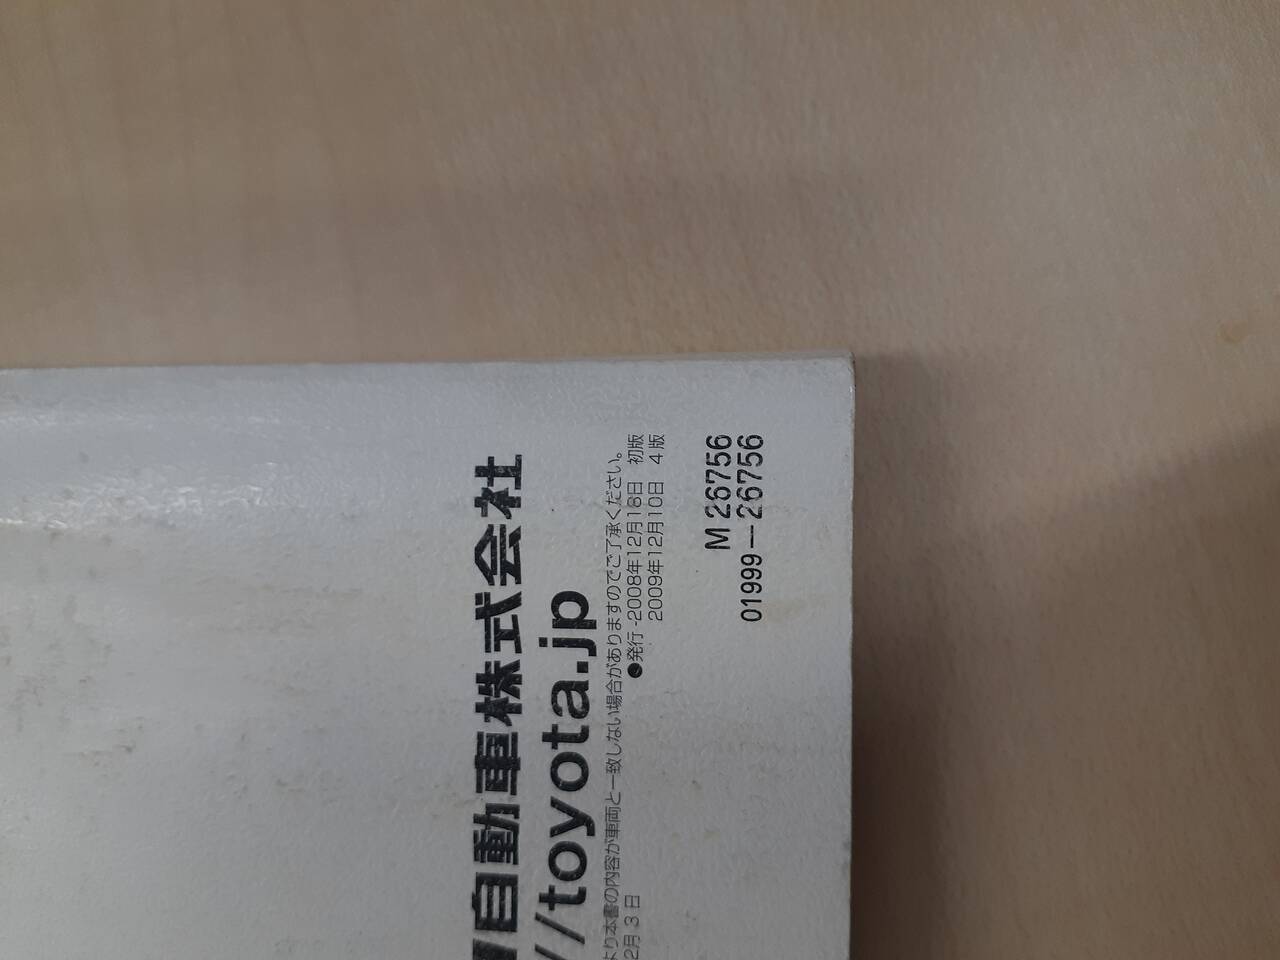 自動車株式会社
//toyota.jp
より本書の内容が車両と一致しない場合がありますのでご了承ください。
2月3日
●発行 -2008年12月18日 初版
2009年12月10日 4版
M 26756
01999－26756